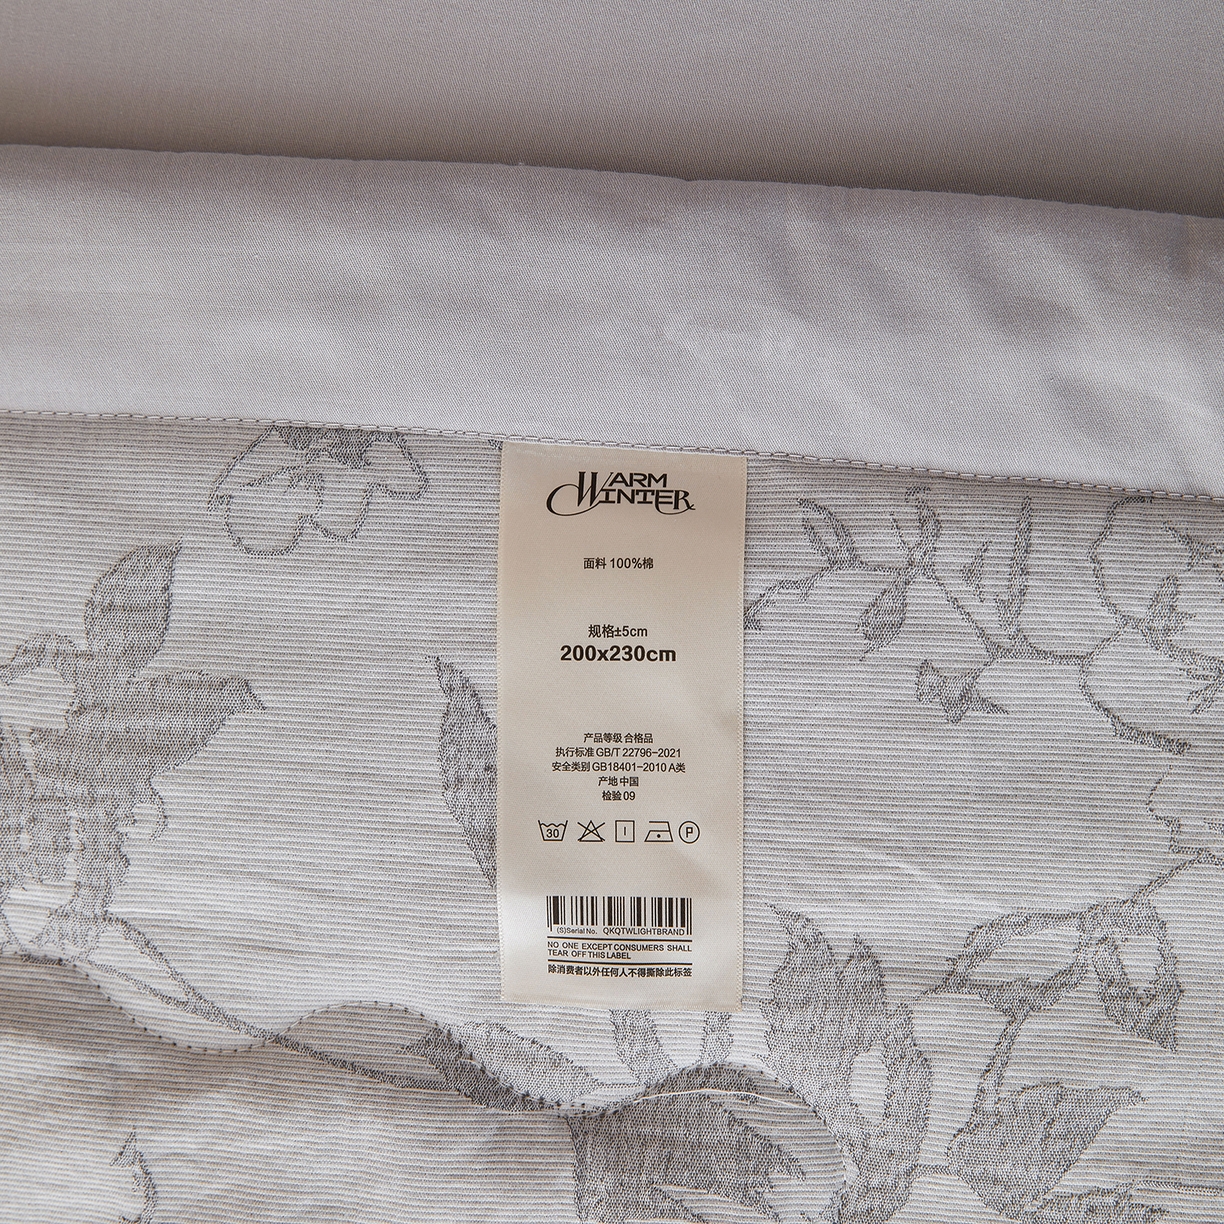 WARM
WINTER
面料 100%棉
规格±5cm
200x230cm
产品等级 合格品
执行标准 GB/T 22796-2021
安全类别 GB18401-2010 A类
产地 中国
检验 09
30 P
(S)Serial No. QKQTWLIGHTBRAND
NO ONE EXCEPT CONSUMERS SHALL
TEAR OFF THIS LABEL
除消费者以外任何人不得撕除此标签